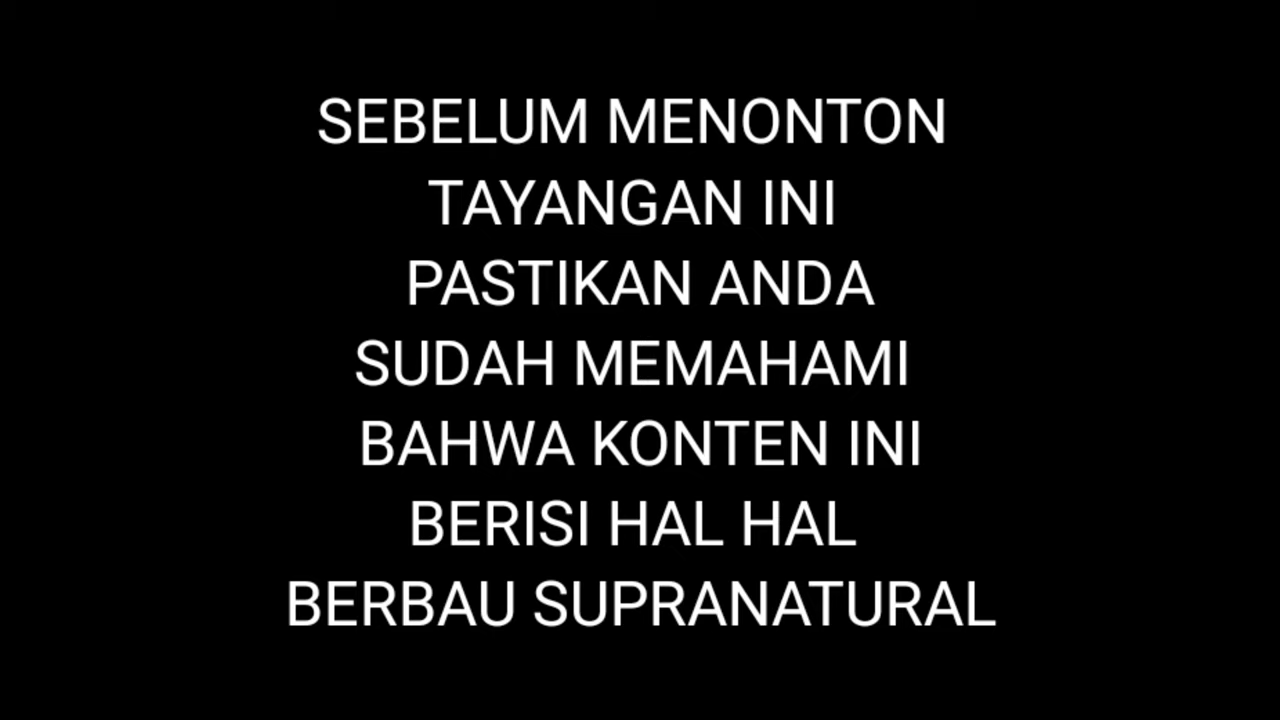 SEBELUM MENONTON
TAYANGAN INI
PASTIKAN ANDA
SUDAH MEMAHAMI
BAHWA KONTEN INI
BERISI HAL HAL
BERBAU SUPRANATURAL